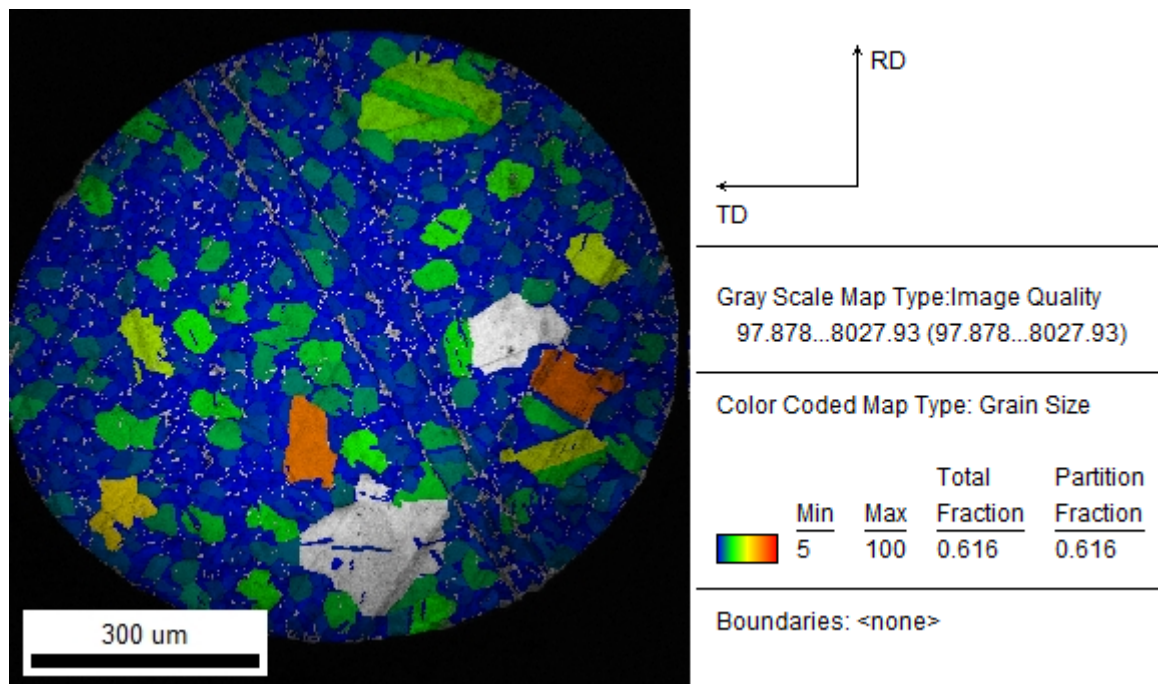 300 um
RD
TD
Gray Scale Map Type:Image Quality
97.878...8027.93 (97.878...8027.93)
Color Coded Map Type: Grain Size
Total Partition
Min Max Fraction Fraction
5 100 0.616 0.616
Boundaries: <none>